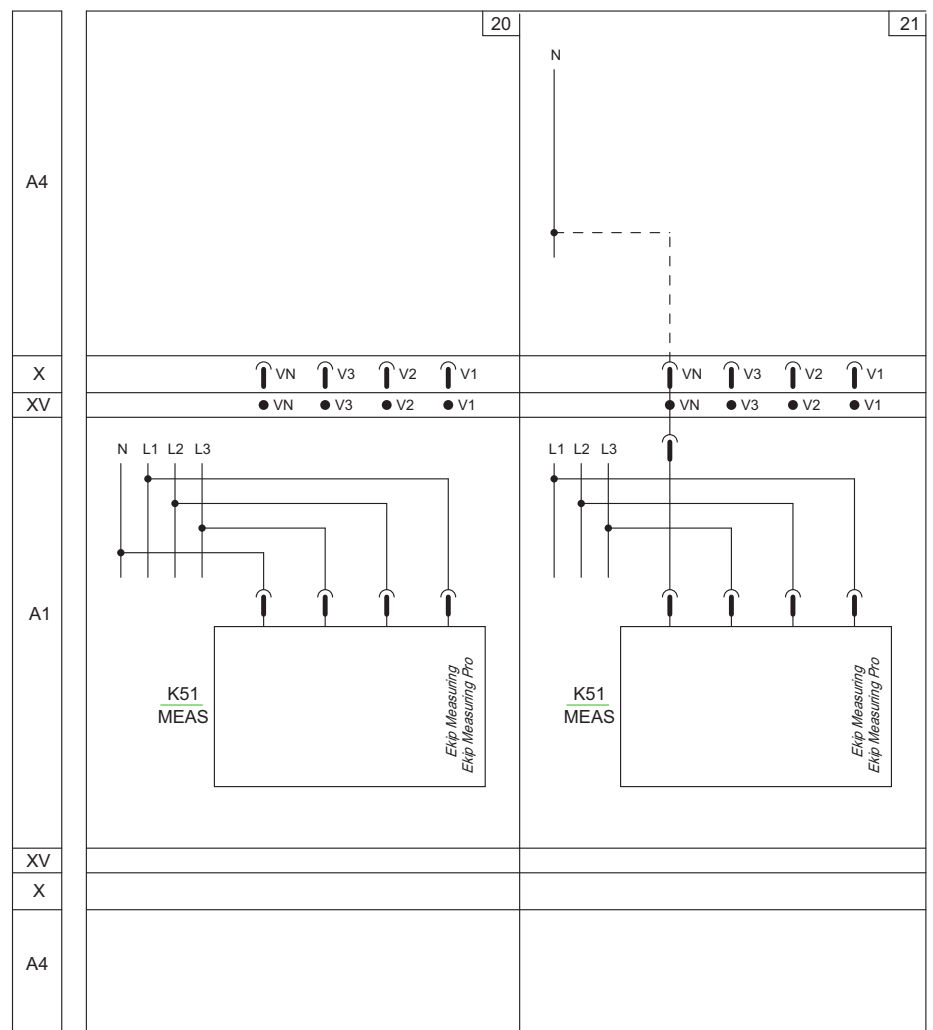 20 21
N
A4
X VN V3 V2 V1 VN V3 V2 V1
XV VN V3 V2 V1 VN V3 V2 V1
N L1 L2 L3 L1 L2 L3
A1
K51
MEAS
Ekip Measuring
Ekip Measuring Pro
K51
MEAS
Ekip Measuring
Ekip Measuring Pro
XV
X
A4